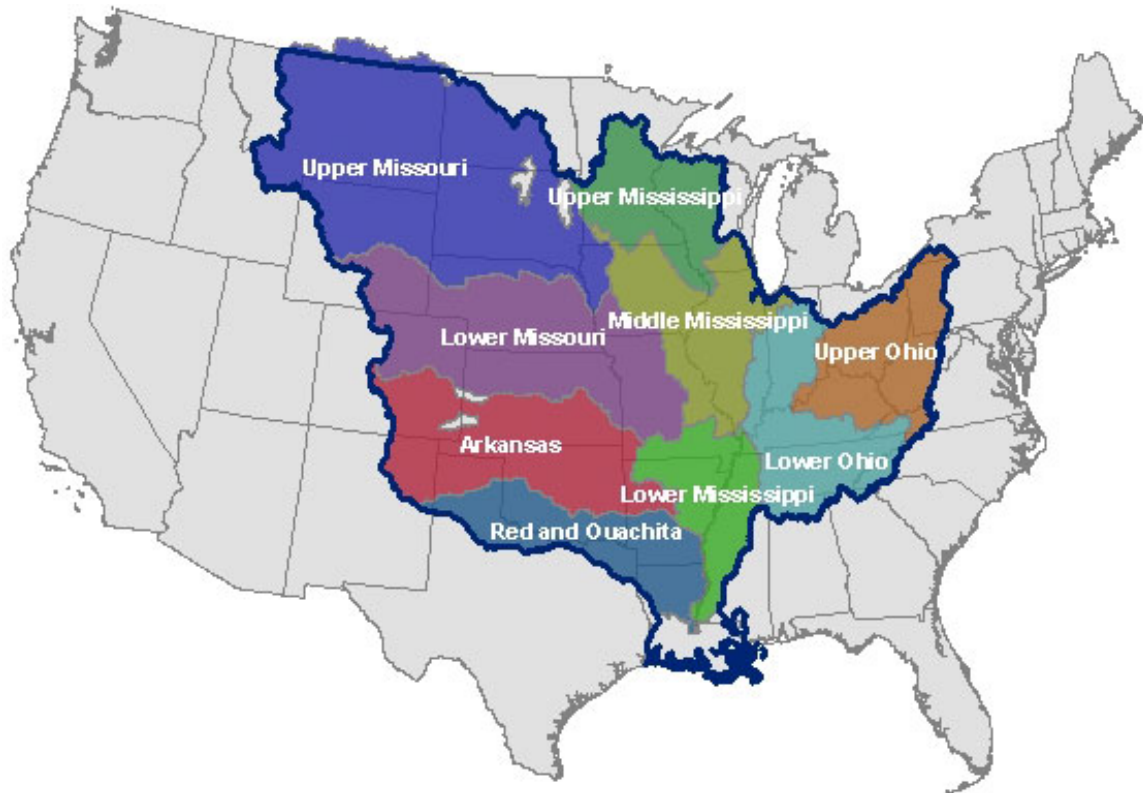 Upper Missouri
Upper Mississippi
Middle Mississippi
Lower Missouri
Upper Ohio
Arkansas
Lower Ohio
Lower Mississippi
Red and Ouachita